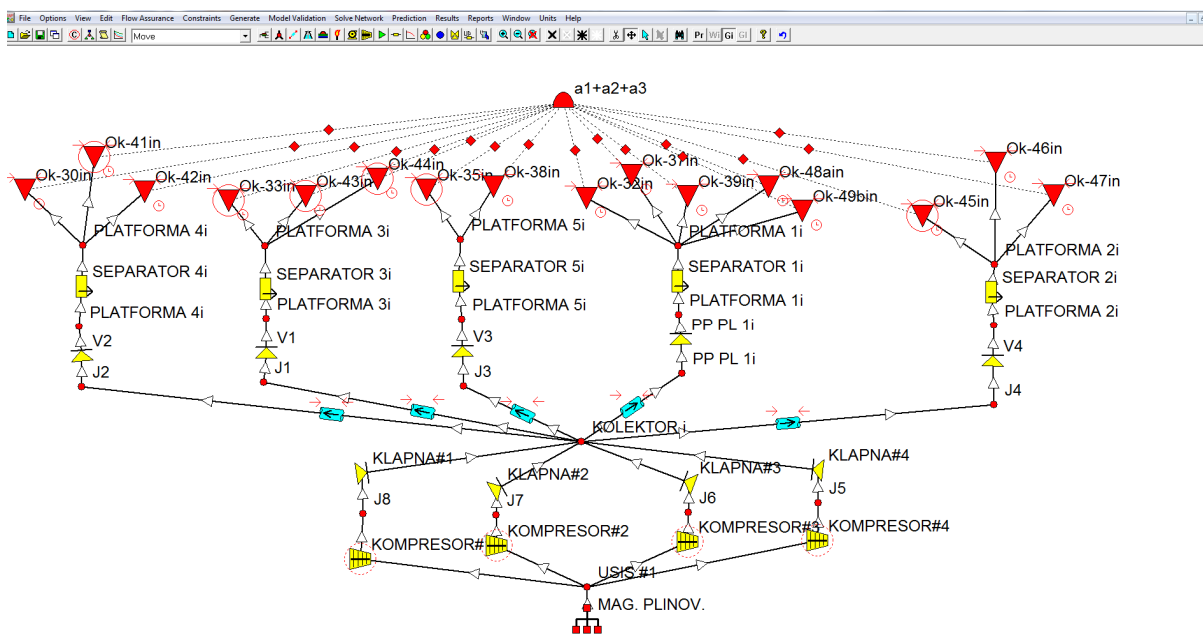 File Options View Edit Flow Assurance Constraints Generate Model Validation Solve Network Prediction Results Reports Window Units Help
Move
Pr Wi Gi Gl
a1+a2+a3
Ok-41in
Ok-30in
Ok-42in
Ok-33in
Ok-43in
Ok-44in
Ok-35in
Ok-38in
Ok-32in
Ok-37in
Ok-39in
Ok-48ain
Ok-49bin
Ok-46in
Ok-45in
Ok-47in
PLATFORMA 4i
PLATFORMA 3i
PLATFORMA 5i
PLATFORMA 1i
PLATFORMA 2i
SEPARATOR 4i
SEPARATOR 3i
SEPARATOR 5i
SEPARATOR 1i
SEPARATOR 2i
PLATFORMA 4i
PLATFORMA 3i
PLATFORMA 5i
PLATFORMA 1i
PLATFORMA 2i
V2
V1
V3
PP PL 1i
V4
J2
J1
J3
PP PL 1i
J4
KOLEKTOR i
KLAPNA#1
KLAPNA#2
KLAPNA#3
KLAPNA#4
J8
J7
J6
J5
KOMPRESOR#
KOMPRESOR#2
KOMPRESOR#3
KOMPRESOR#4
USIS #1
MAG. PLINOV.